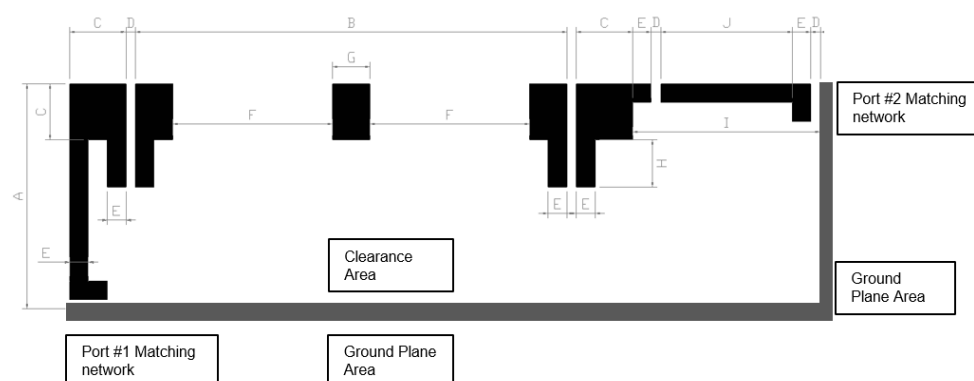 C D B C E D J E D
G
Port #2 Matching
network
C F F I
A H
E E E
E
Clearance
Area
Ground
Plane Area
Port #1 Matching
network
Ground Plane
Area